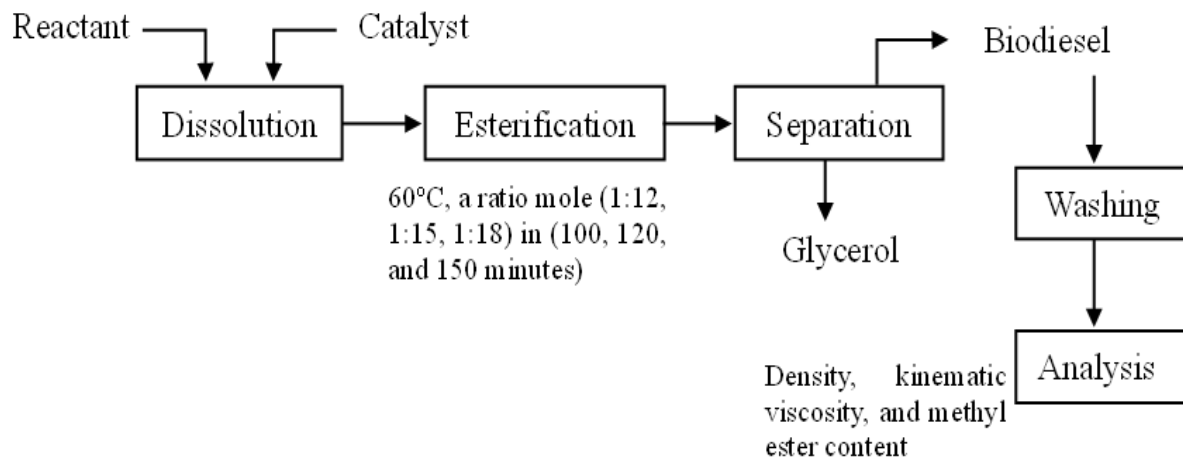 Reactant
Catalyst
Biodiesel
Dissolution
Esterification
Separation
60°C, a ratio mole (1:12,
1:15, 1:18) in (100, 120,
and 150 minutes)
Glycerol
Washing
Analysis
Density, kinematic
viscosity, and methyl
ester content